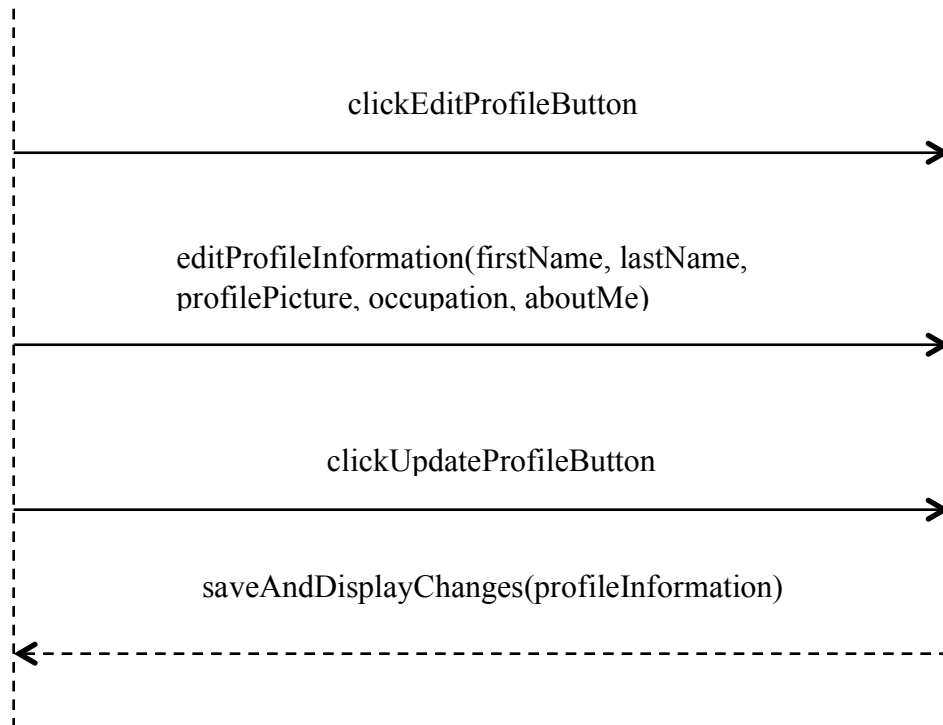 clickEditProfileButton
editProfileInformation(firstName, lastName,
profilePicture, occupation, aboutMe)
clickUpdateProfileButton
saveAndDisplayChanges(profileInformation)